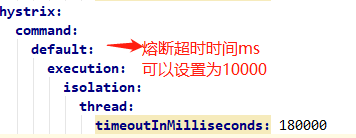 hystrix:
command:
default: 熔断超时时间ms
execution: 可以设置为10000
isolation:
thread:
timeoutInMilliseconds: 180000